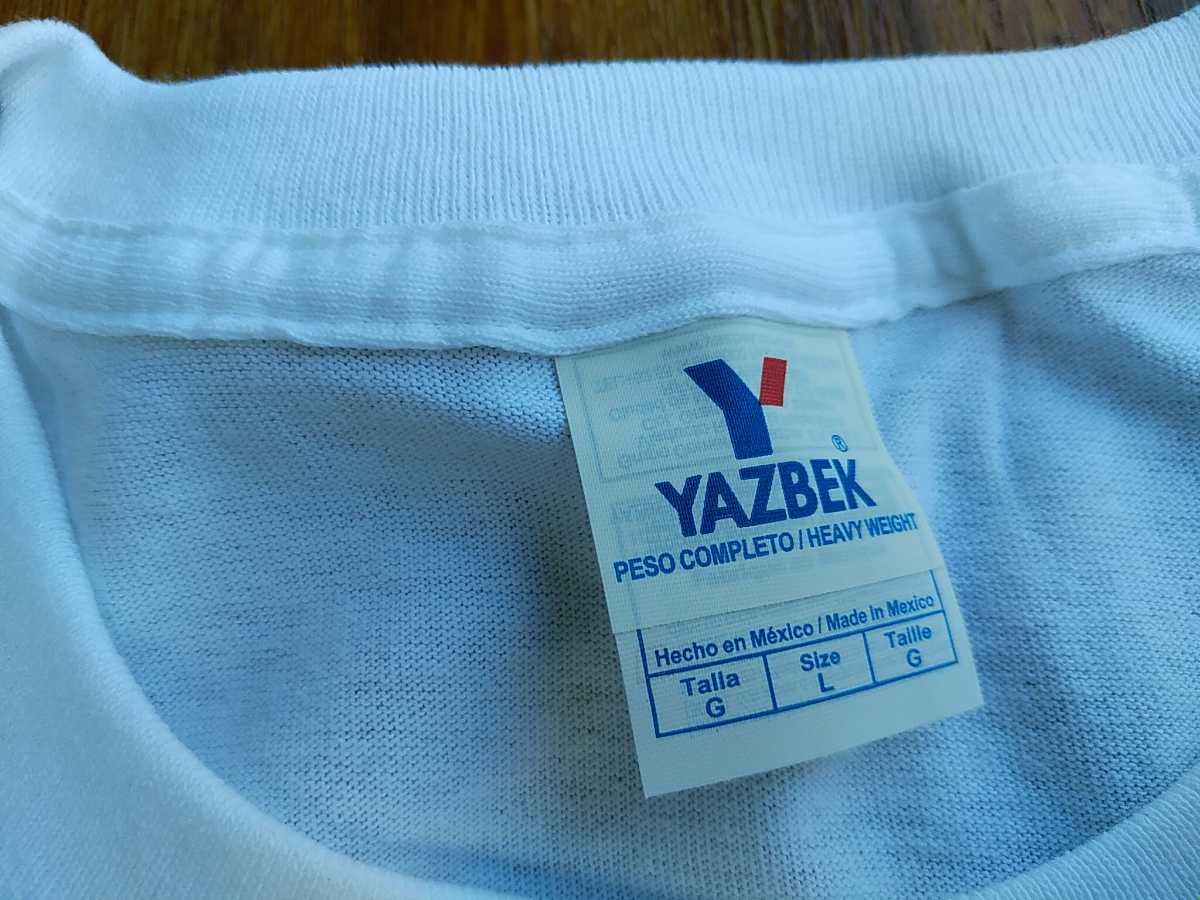 YAZBEK®
PESO COMPLETO / HEAVY WEIGHT
Hecho en México / Made in Mexico
Talla Size Taille
G L G